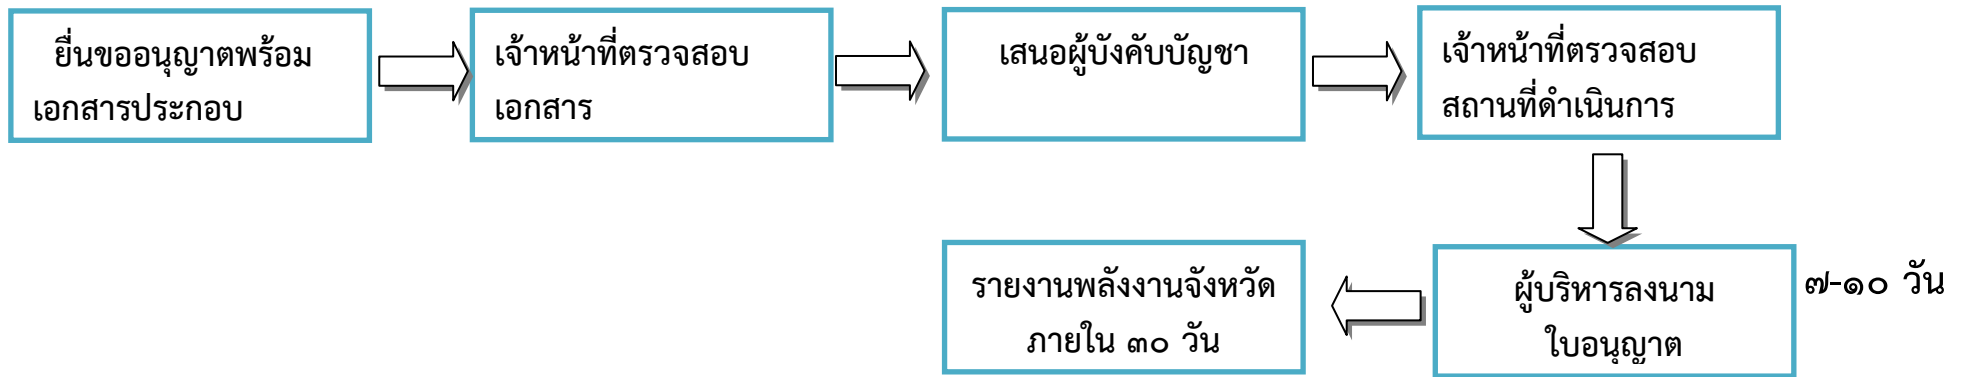 ยื่นขออนุญาตพร้อม
เอกสารประกอบ
เจ้าหน้าที่ตรวจสอบ
เอกสาร
เสนอผู้บังคับบัญชา
เจ้าหน้าที่ตรวจสอบ
สถานที่ดำเนินการ
ผู้บริหารลงนาม
ใบอนุญาต
๗-๑๐ วัน
รายงานพลังงานจังหวัด
ภายใน ๓๐ วัน